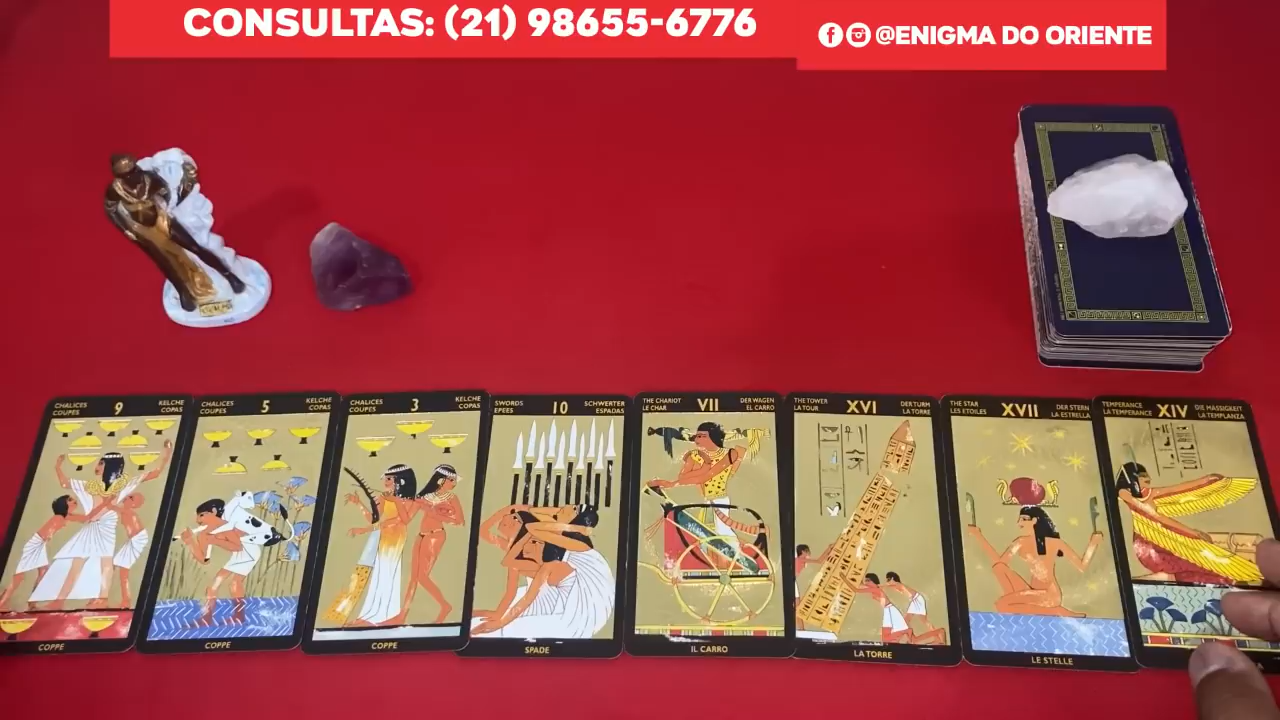 CONSULTAS: (21) 98655-6776
@ENIGMA DO ORIENTE
CHALICES
COUPES
9
KELCHE
COPAS
COPPE
CHALICES
COUPES
5
KELCHE
COPAS
COPPE
CHALICES
COUPES
3
KELCHE
COPAS
COPPE
SWORDS
EPEES
10
SCHWERTER
ESPADAS
SPADE
THE CHARIOT
LE CHAR
VII
DER WAGEN
EL CARRO
IL CARRO
THE TOWER
LA TOUR
XVI
DER TURM
LA TORRE
LA TORRE
THE STAR
LES ETOILES
XVII
DER STERN
LA ESTRELLA
LE STELLE
TEMPERANCE
LA TEMPERANCE
XIV
DIE MÄSSIGKEIT
LA TEMPLANZA